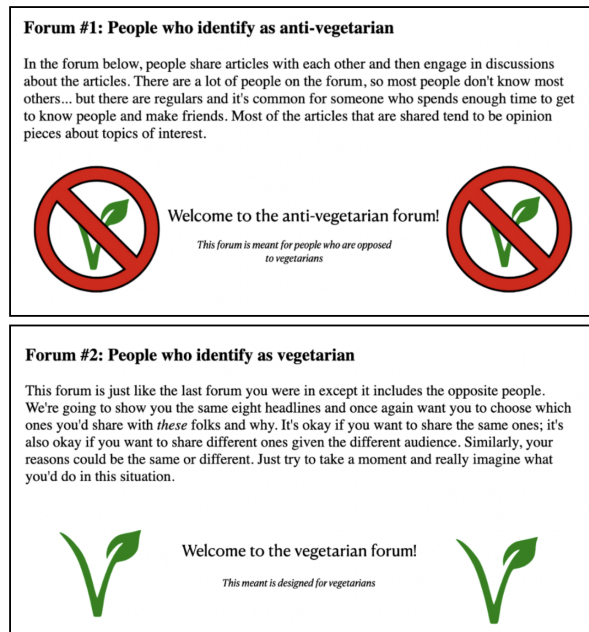 Forum #1: People who identify as anti-vegetarian
In the forum below, people share articles with each other and then engage in discussions
about the articles. There are a lot of people on the forum, so most people don't know most
others... but there are regulars and it's common for someone who spends enough time to get
to know people and make friends. Most of the articles that are shared tend to be opinion
pieces about topics of interest.
Welcome to the anti-vegetarian forum!
This forum is meant for people who are opposed
to vegetarians
Forum #2: People who identify as vegetarian
This forum is just like the last forum you were in except it includes the opposite people.
We're going to show you the same eight headlines and once again want you to choose which
ones you'd share with these folks and why. It's okay if you want to share the same ones; it's
also okay if you want to share different ones given the different audience. Similarly, your
reasons could be the same or different. Just try to take a moment and really imagine what
you'd do in this situation.
Welcome to the vegetarian forum!
This meant is designed for vegetarians